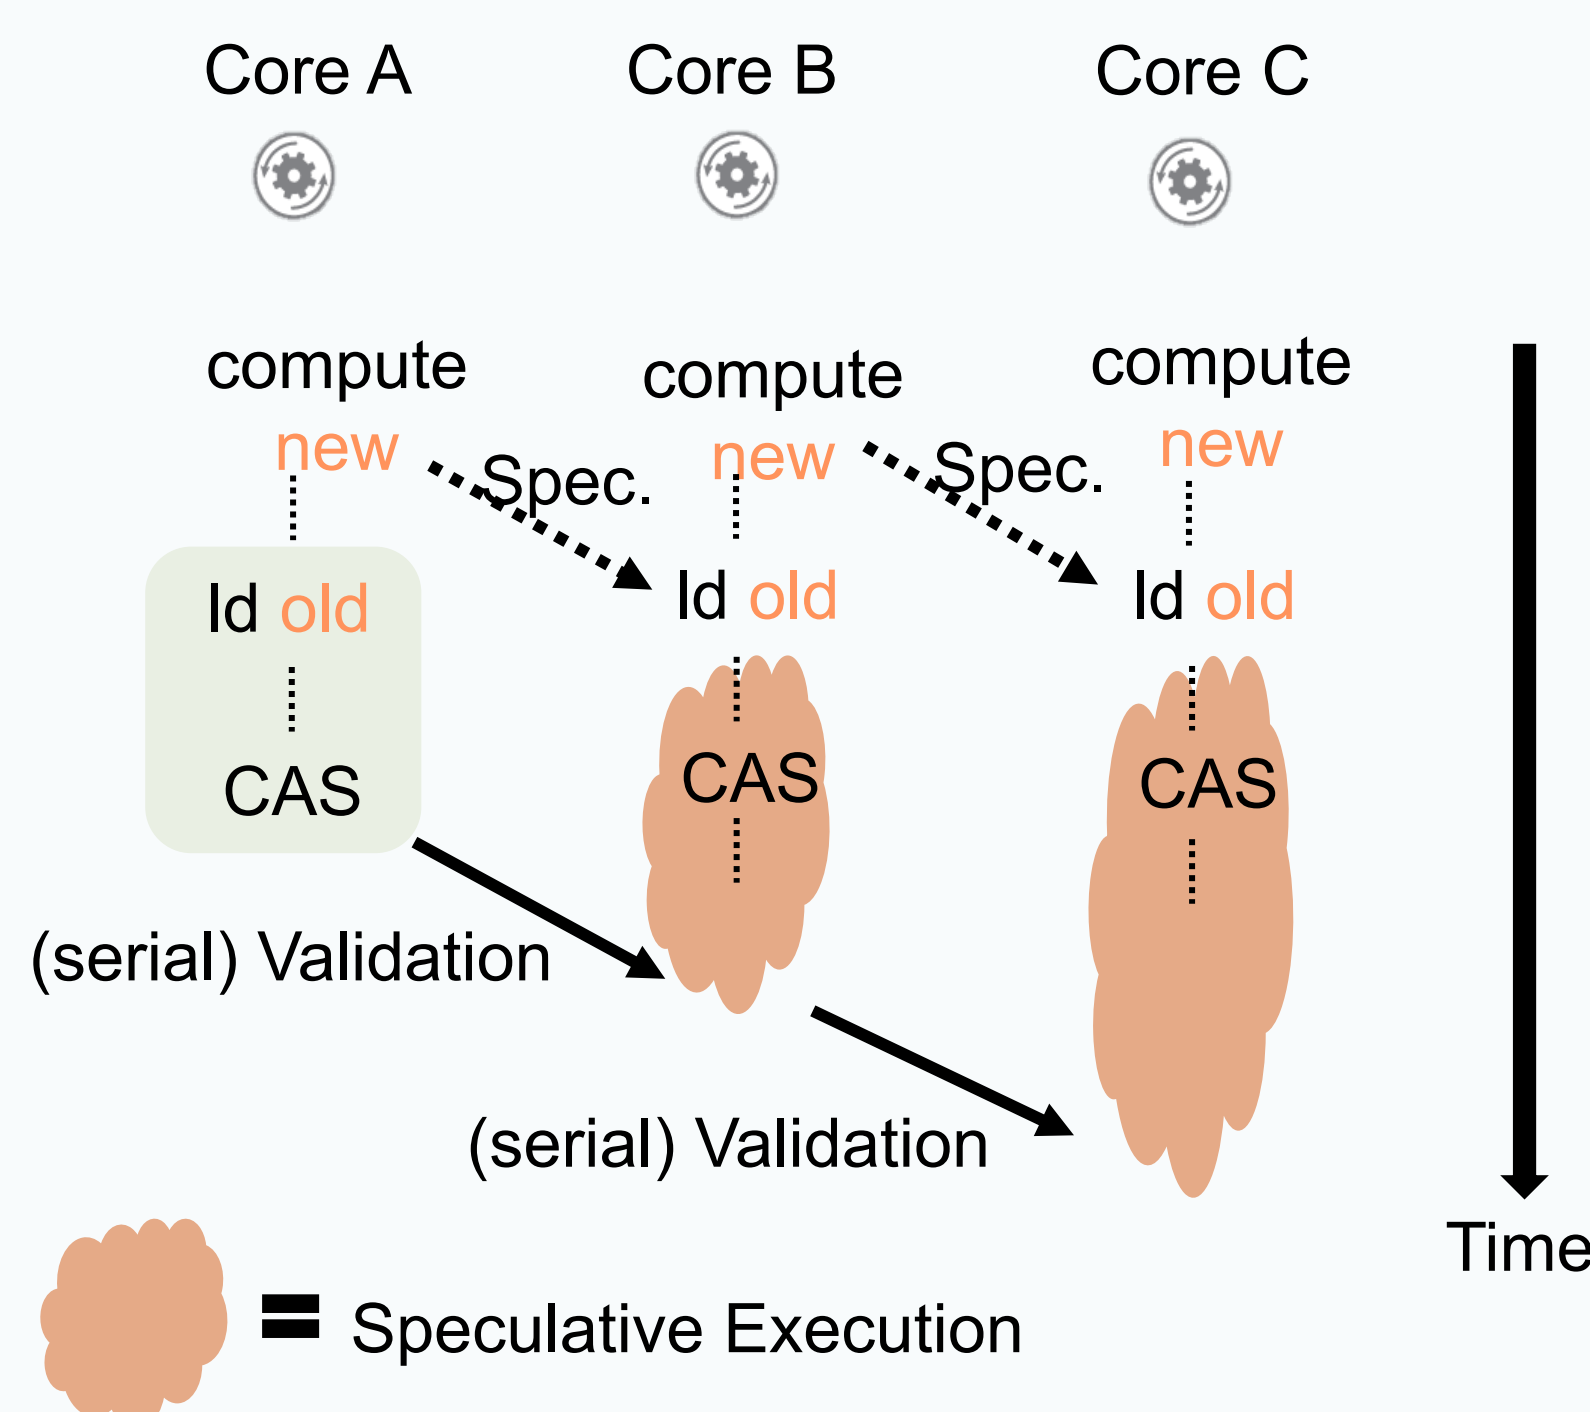 Core A Core B Core C
compute compute compute
new new new
Spec. Spec.
ld old ld old ld old
CAS CAS CAS
(serial) Validation
(serial) Validation
Time
= Speculative Execution